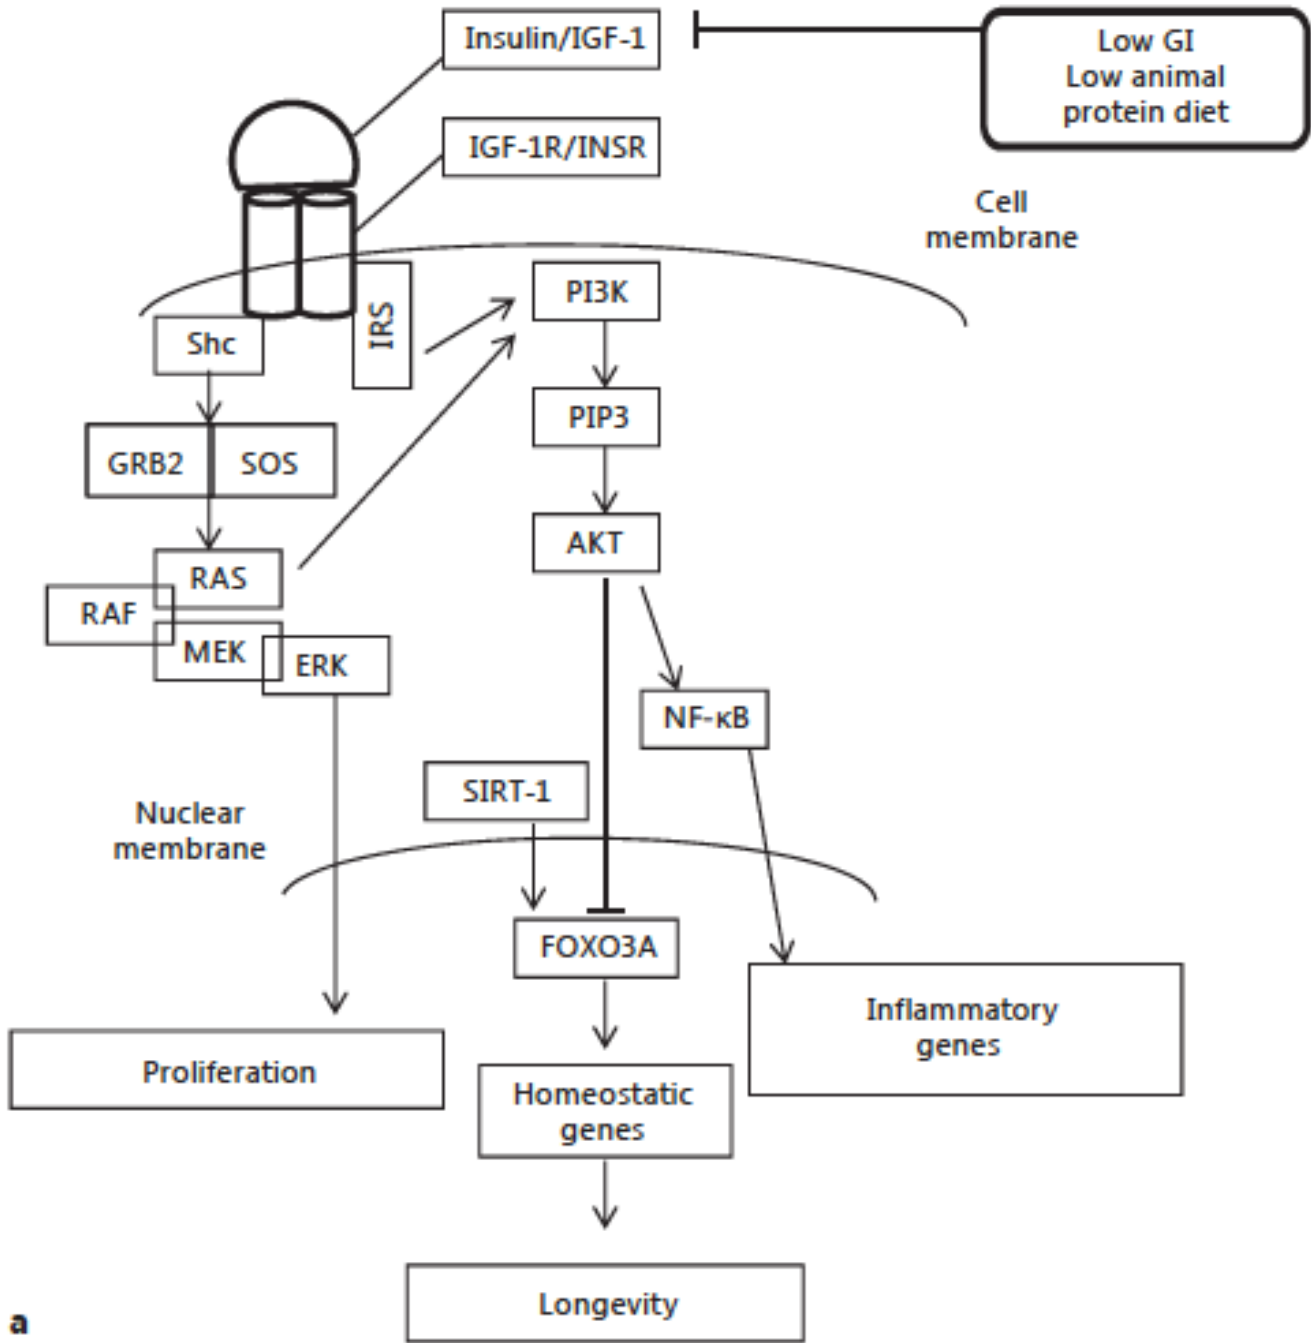 Insulin/IGF-1
Low GI
Low animal
protein diet
IGF-1R/INSR
Cell
membrane
PI3K
IRS
Shc
PIP3
GRB2
SOS
AKT
RAS
RAF
MEK
ERK
NF-κB
SIRT-1
Nuclear
membrane
FOXO3A
Inflammatory
genes
Proliferation
Homeostatic
genes
Longevity
a